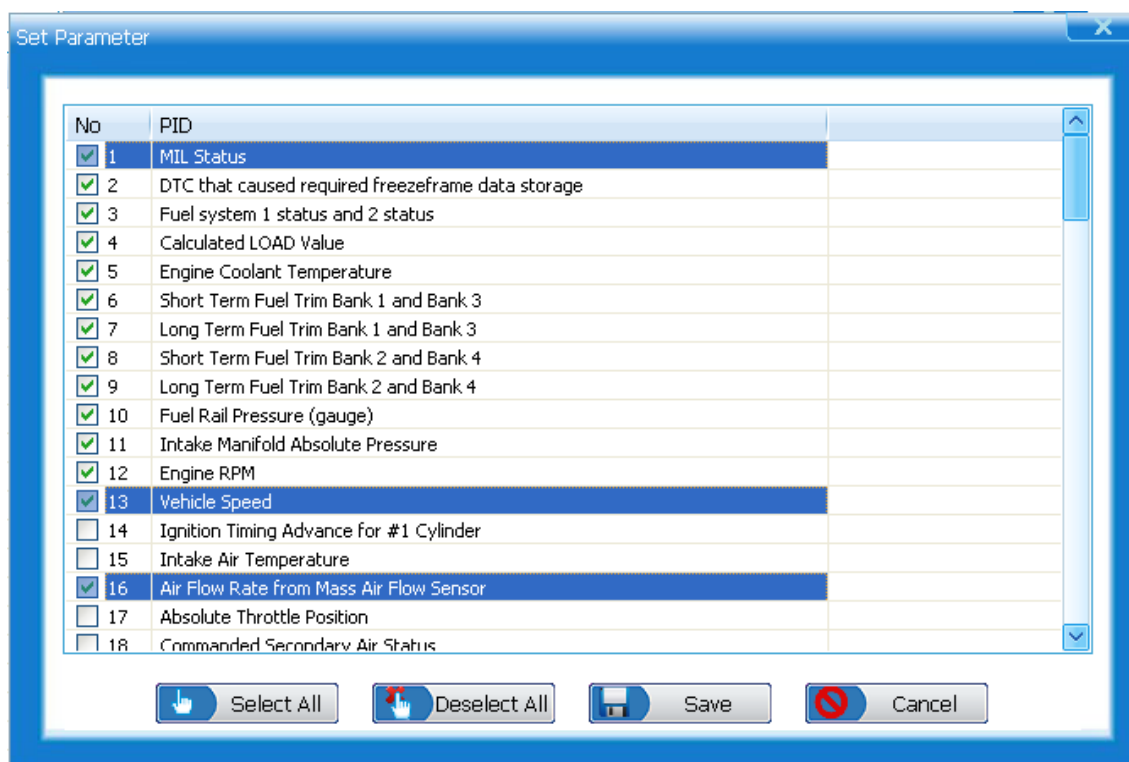 Set Parameter
No PID
1 MIL Status
2 DTC that caused required freezeframe data storage
3 Fuel system 1 status and 2 status
4 Calculated LOAD Value
5 Engine Coolant Temperature
6 Short Term Fuel Trim Bank 1 and Bank 3
7 Long Term Fuel Trim Bank 1 and Bank 3
8 Short Term Fuel Trim Bank 2 and Bank 4
9 Long Term Fuel Trim Bank 2 and Bank 4
10 Fuel Rail Pressure (gauge)
11 Intake Manifold Absolute Pressure
12 Engine RPM
13 Vehicle Speed
14 Ignition Timing Advance for #1 Cylinder
15 Intake Air Temperature
16 Air Flow Rate from Mass Air Flow Sensor
17 Absolute Throttle Position
18 Commanded Secondary Air Status
Select All Deselect All Save Cancel